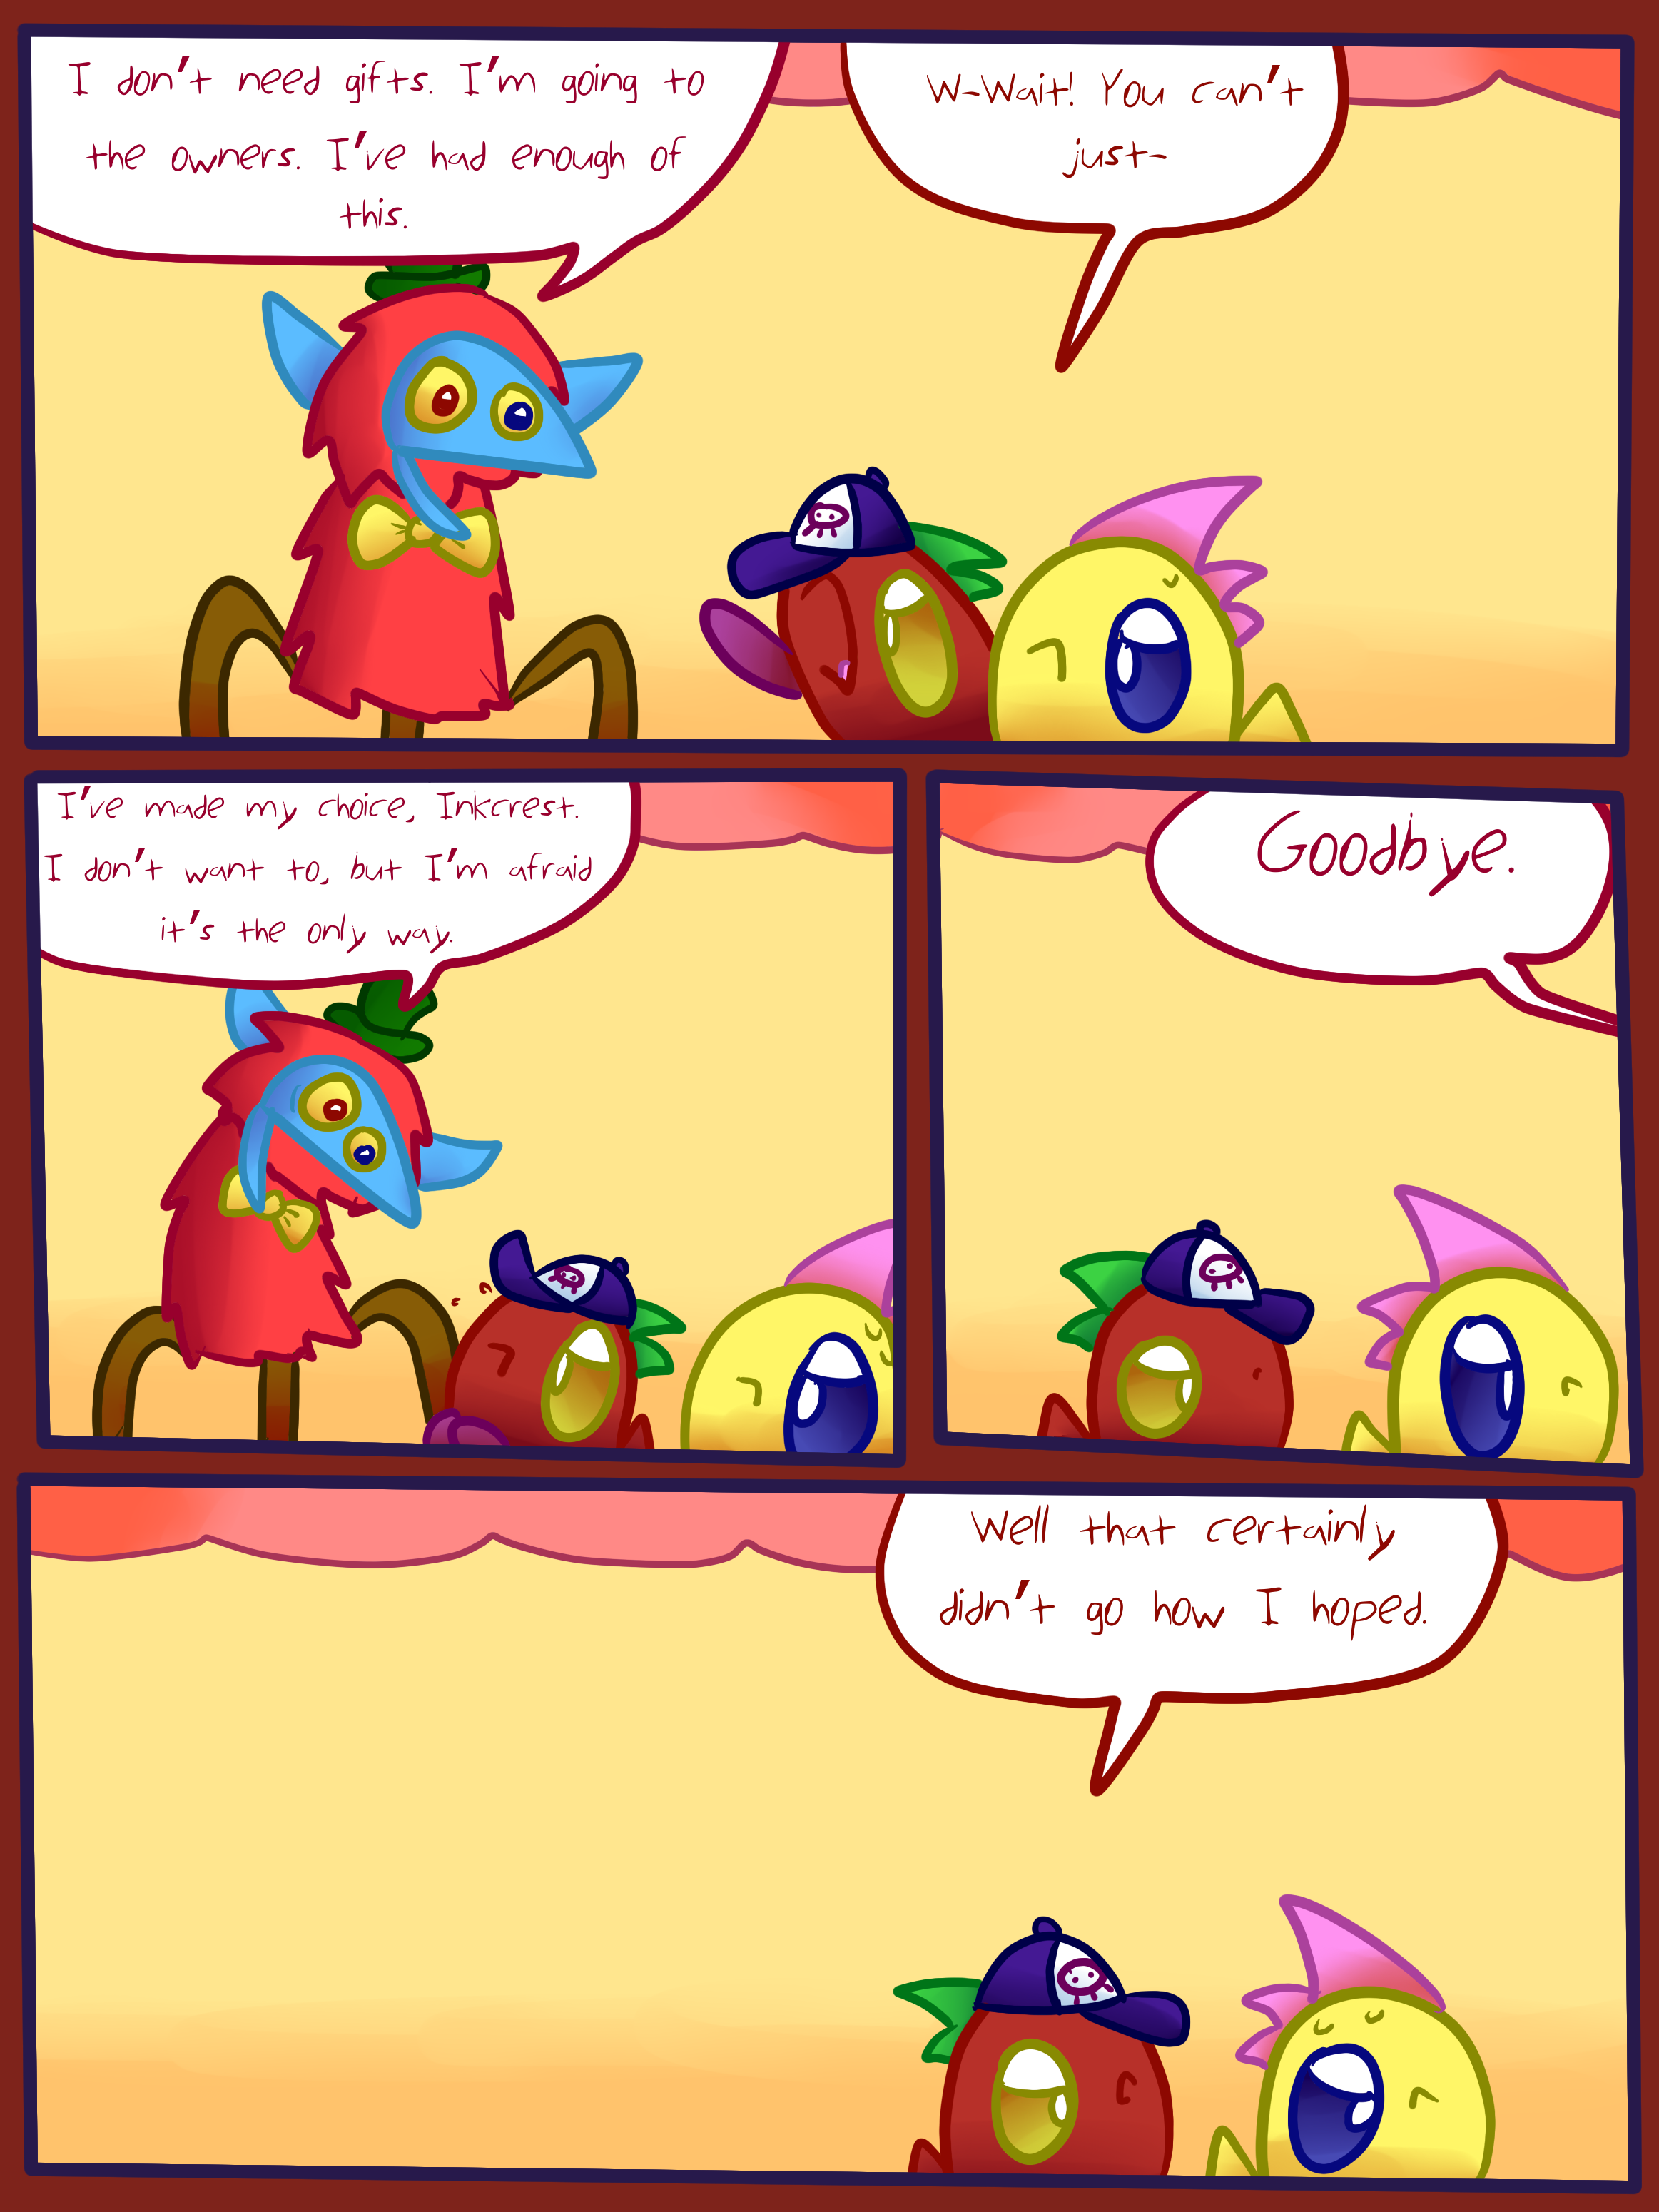 I don't need gifts. I'm going to
the owners. I've had enough of
this.
W-Wait! You can't
just-
I've made my choice, Inkcrest.
I don't want to, but I'm afraid
it's the only way.
Goodbye.
Well that certainly
didn't go how I hoped.